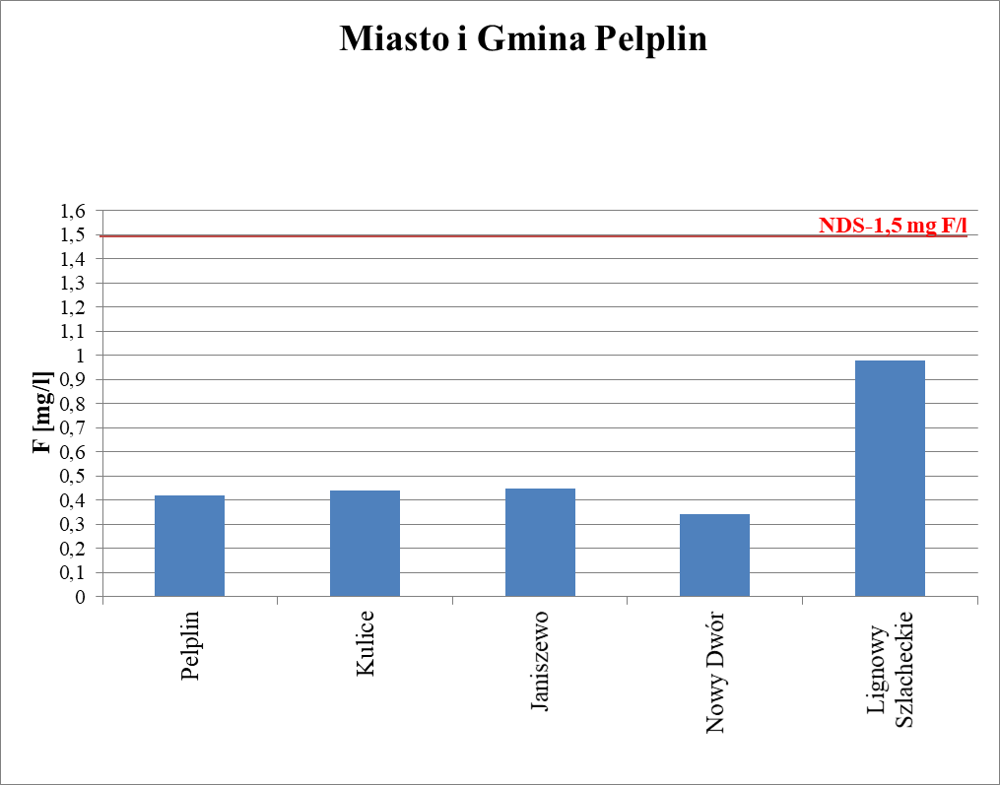 Miasto i Gmina Pelplin
NDS-1,5 mg F/l
F [mg/l]
1,6
1,5
1,4
1,3
1,2
1,1
1
0,9
0,8
0,7
0,6
0,5
0,4
0,3
0,2
0,1
0
Pelplin
Kulice
Janiszewo
Nowy Dwór
Lignowy
Szlacheckie